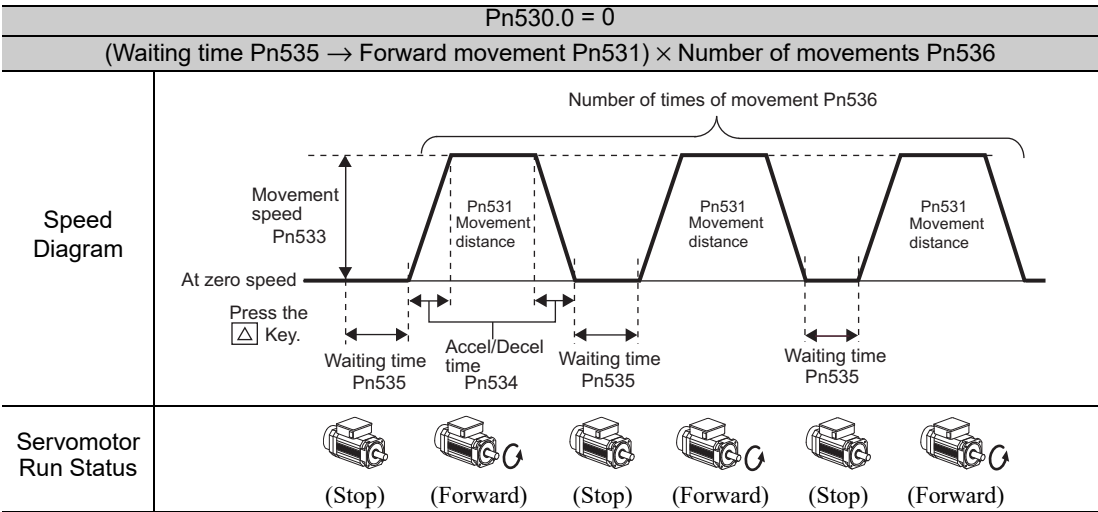 Pn530.0 = 0
(Waiting time Pn535 → Forward movement Pn531) × Number of movements Pn536
Speed
Diagram
Number of times of movement Pn536
Movement
speed
Pn533
Pn531
Movement
distance
Pn531
Movement
distance
Pn531
Movement
distance
At zero speed
Press the
△ Key.
Waiting time
Pn535
Accel/Decel
time
Pn534
Waiting time
Pn535
Waiting time
Pn535
Servomotor
Run Status
(Stop) (Forward) (Stop) (Forward) (Stop) (Forward)